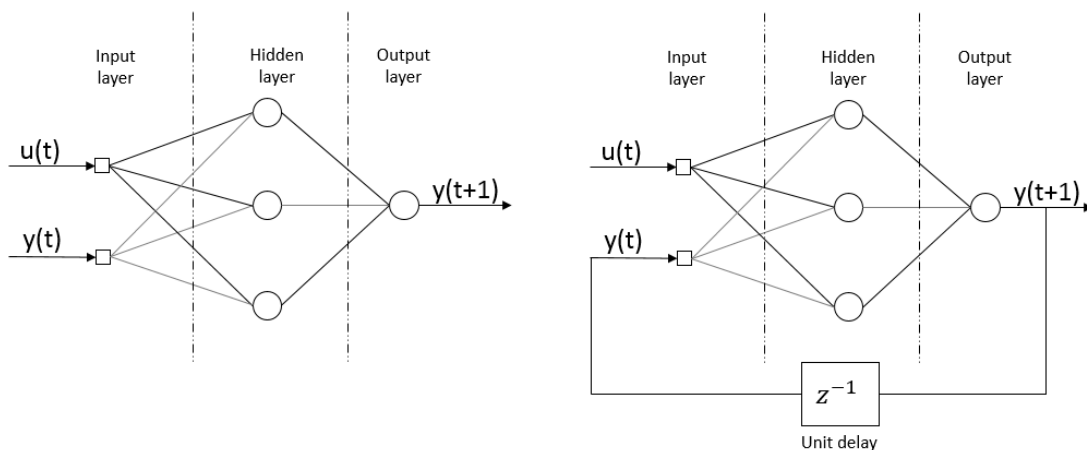 Input
layer
Hidden
layer
Output
layer
u(t)
y(t)
y(t+1)
Input
layer
Hidden
layer
Output
layer
u(t)
y(t)
y(t+1)
z⁻¹
Unit delay